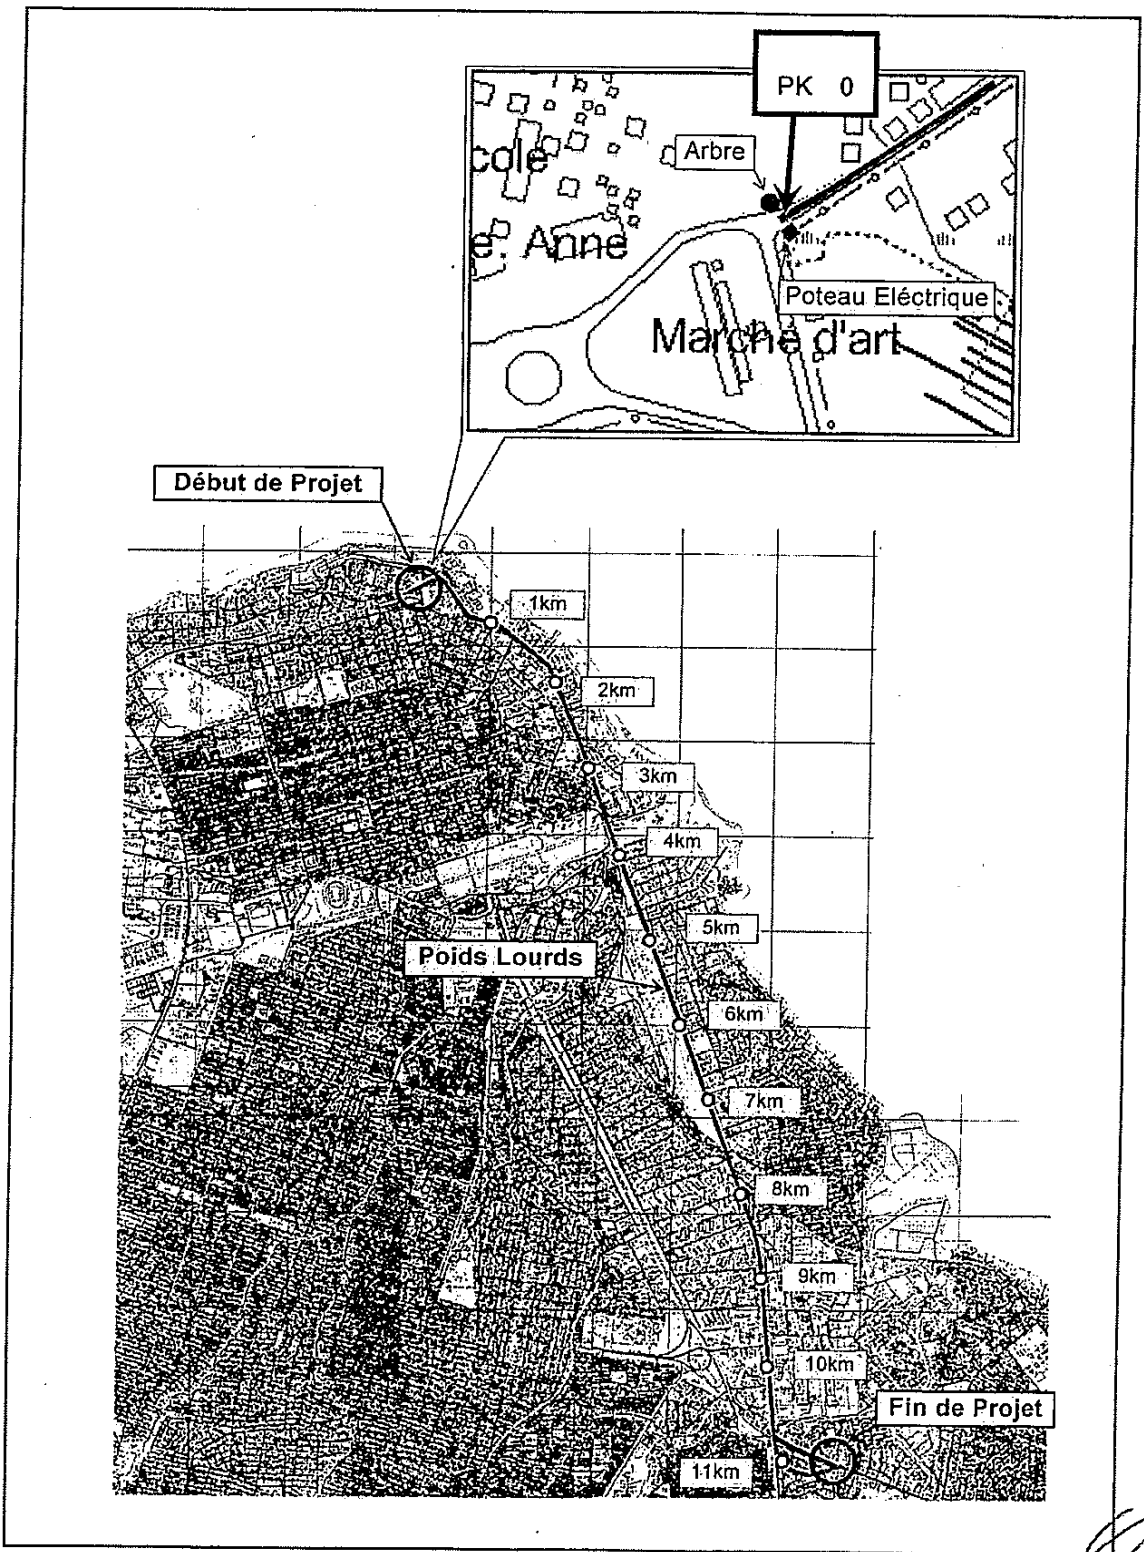 PK 0
Arbre
cole
e. Anne
Poteau Eléctrique
Marche d'art
Début de Projet
1km
2km
3km
4km
5km
Poids Lourds
6km
7km
8km
9km
10km
Fin de Projet
11km